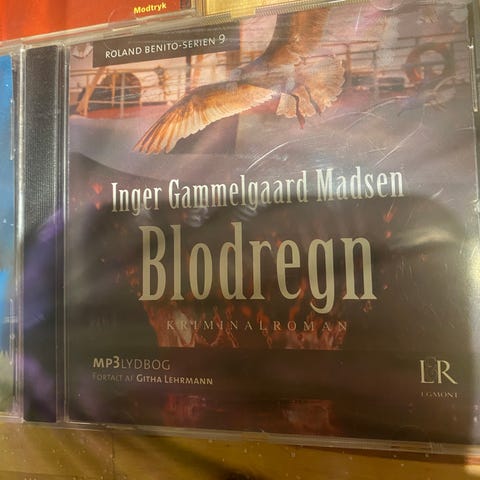 Modtryk
ROLAND BENITO-SERIEN 9
Inger Gammelgaard Madsen
Blodregn
KRIMINALROMAN
MP3LYDBOG
FORTALT AF GITHA LEHRMANN
LR
EGMONT